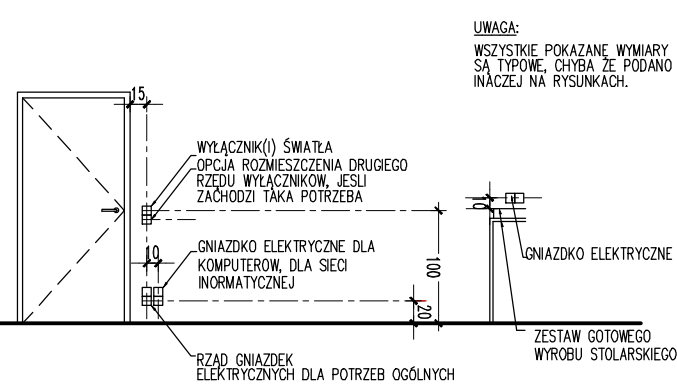 UWAGA:
WSZYSTKIE POKAZANE WYMIARY
SĄ TYPOWE, CHYBA ŻE PODANO
INACZEJ NA RYSUNKACH.
15
WYŁĄCZNIK(I) ŚWIATŁA
OPCJA ROZMIESZCZENIA DRUGIEGO
RZĘDU WYŁĄCZNIKÓW, JESLI
ZACHODZI TAKA POTRZEBA
10
10
GNIAZDKO ELEKTRYCZNE DLA
KOMPUTERÓW, DLA SIECI
INORMATYCZNEJ
100
GNIAZDKO ELEKTRYCZNE
20
ZESTAW GOTOWEGO
WYROBU STOLARSKIEGO
RZĄD GNIAZDEK
ELEKTRYCZNYCH DLA POTRZEB OGÓLNYCH